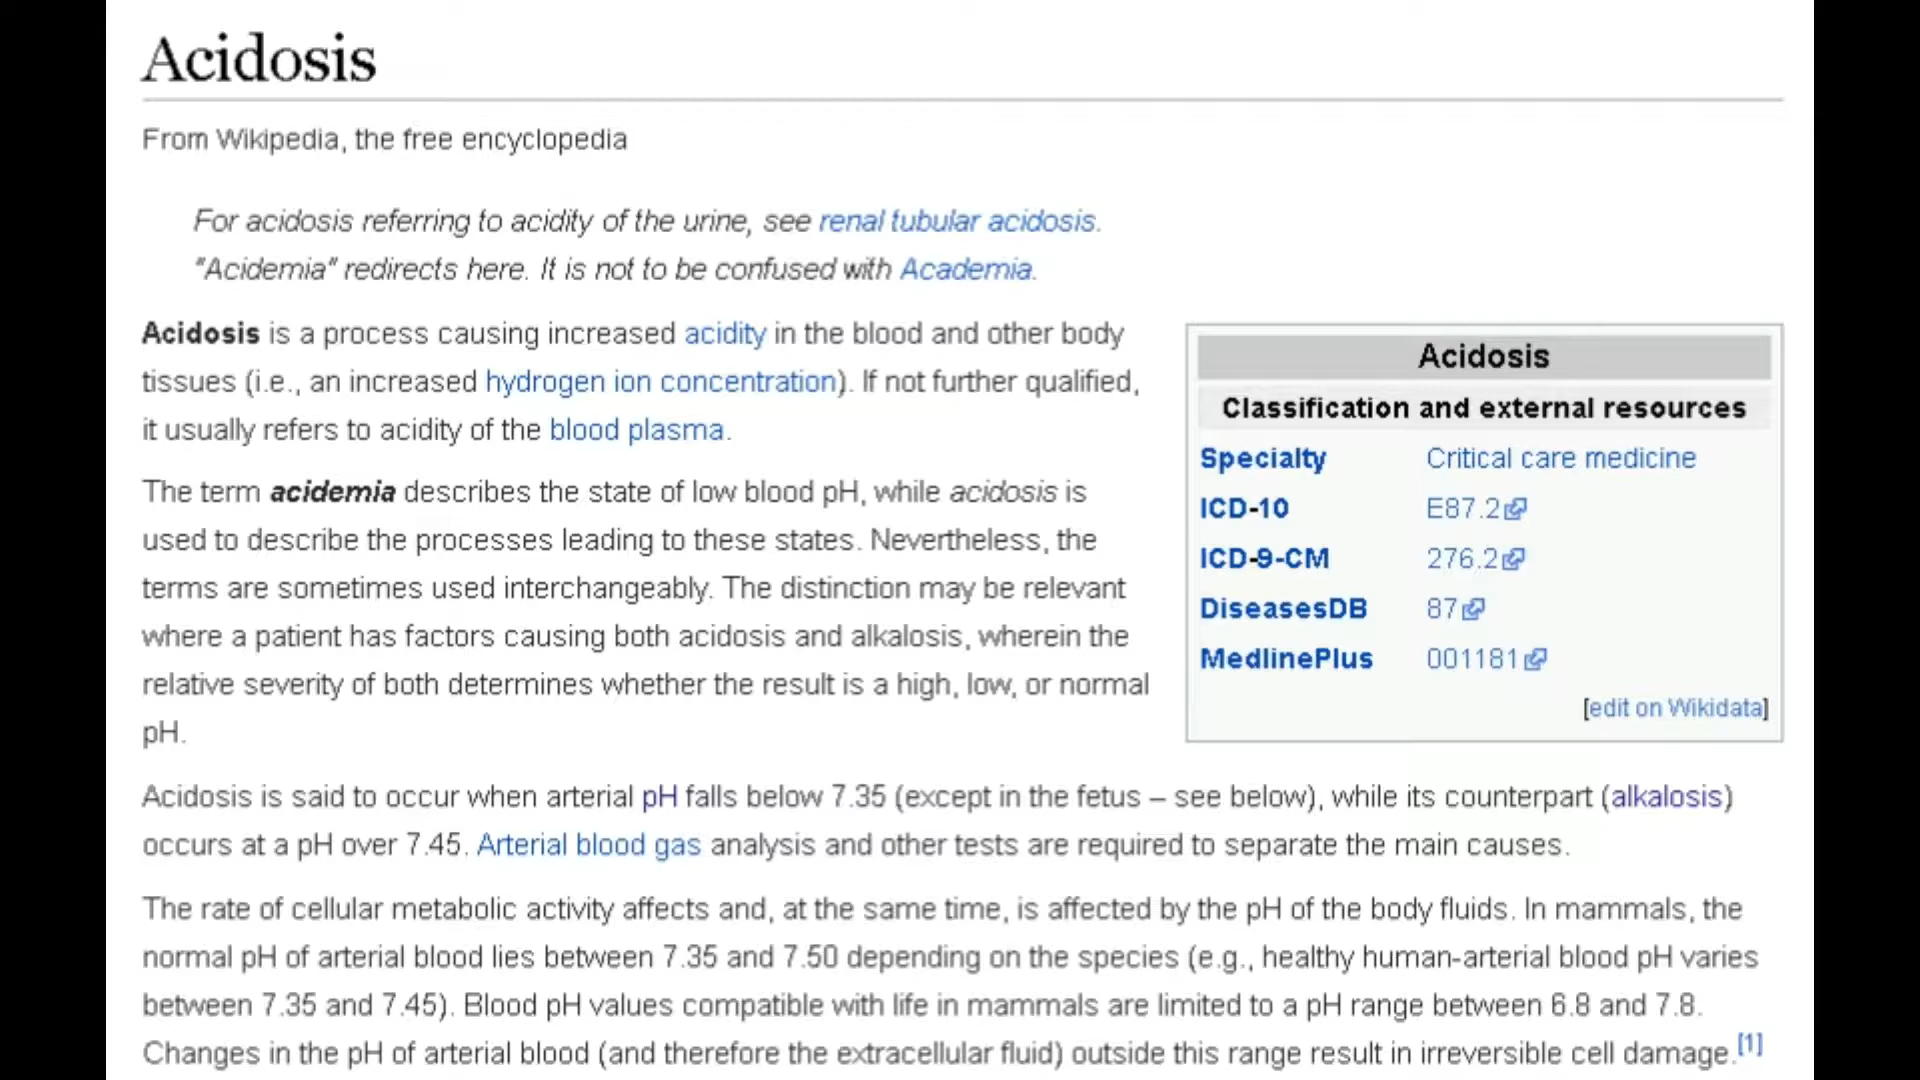 Acidosis
From Wikipedia, the free encyclopedia
For acidosis referring to acidity of the urine, see renal tubular acidosis.
"Acidemia" redirects here. It is not to be confused with Academia.
Acidosis is a process causing increased acidity in the blood and other body
tissues (i.e., an increased hydrogen ion concentration). If not further qualified,
it usually refers to acidity of the blood plasma.
The term acidemia describes the state of low blood pH, while acidosis is
used to describe the processes leading to these states. Nevertheless, the
terms are sometimes used interchangeably. The distinction may be relevant
where a patient has factors causing both acidosis and alkalosis, wherein the
relative severity of both determines whether the result is a high, low, or normal
pH.
Acidosis
Classification and external resources
Specialty Critical care medicine
ICD-10 E87.2
ICD-9-CM 276.2
DiseasesDB 87
MedlinePlus 001181
[edit on Wikidata]
Acidosis is said to occur when arterial pH falls below 7.35 (except in the fetus – see below), while its counterpart (alkalosis)
occurs at a pH over 7.45. Arterial blood gas analysis and other tests are required to separate the main causes.
The rate of cellular metabolic activity affects and, at the same time, is affected by the pH of the body fluids. In mammals, the
normal pH of arterial blood lies between 7.35 and 7.50 depending on the species (e.g., healthy human-arterial blood pH varies
between 7.35 and 7.45). Blood pH values compatible with life in mammals are limited to a pH range between 6.8 and 7.8.
Changes in the pH of arterial blood (and therefore the extracellular fluid) outside this range result in irreversible cell damage.[1]